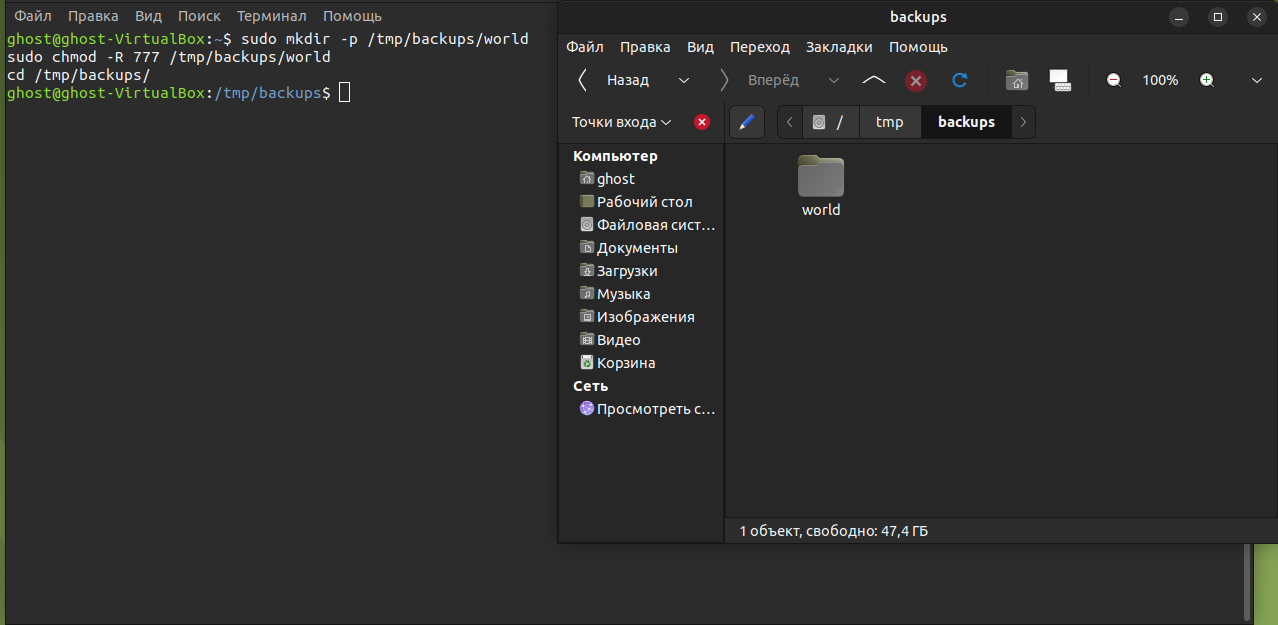 Файл Правка Вид Поиск Терминал Помощь
ghost@ghost-VirtualBox:~$ sudo mkdir -p /tmp/backups/world
sudo chmod -R 777 /tmp/backups/world
cd /tmp/backups/
ghost@ghost-VirtualBox:/tmp/backups$
backups
Файл Правка Вид Переход Закладки Помощь
Назад Вперёд 100%
Точки входа / tmp backups
Компьютер
ghost
Рабочий стол
Файловая сист…
Документы
Загрузки
Музыка
Изображения
Видео
Корзина
Сеть
Просмотреть с…
world
1 объект, свободно: 47,4 ГБ